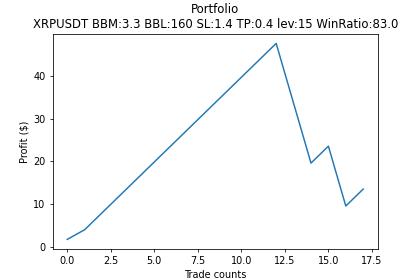 Portfolio
XRPUSDT BBM:3.3 BBL:160 SL:1.4 TP:0.4 lev:15 WinRatio:83.0
Profit ($)
40
30
20
10
0
0.0 2.5 5.0 7.5 10.0 12.5 15.0 17.5
Trade counts